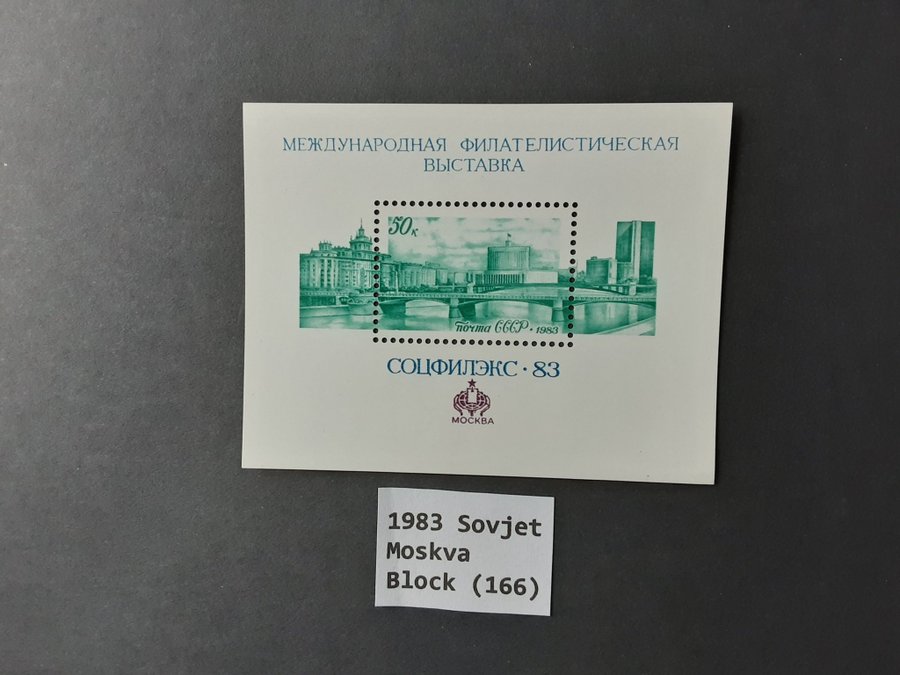 МЕЖДУНАРОДНАЯ ФИЛАТЕЛИСТИЧЕСКАЯ
ВЫСТАВКА
50к
почта СССР • 1983
СОЦФИЛЭКС • 83
МОСКВА
1983 Sovjet
Moskva
Block (166)